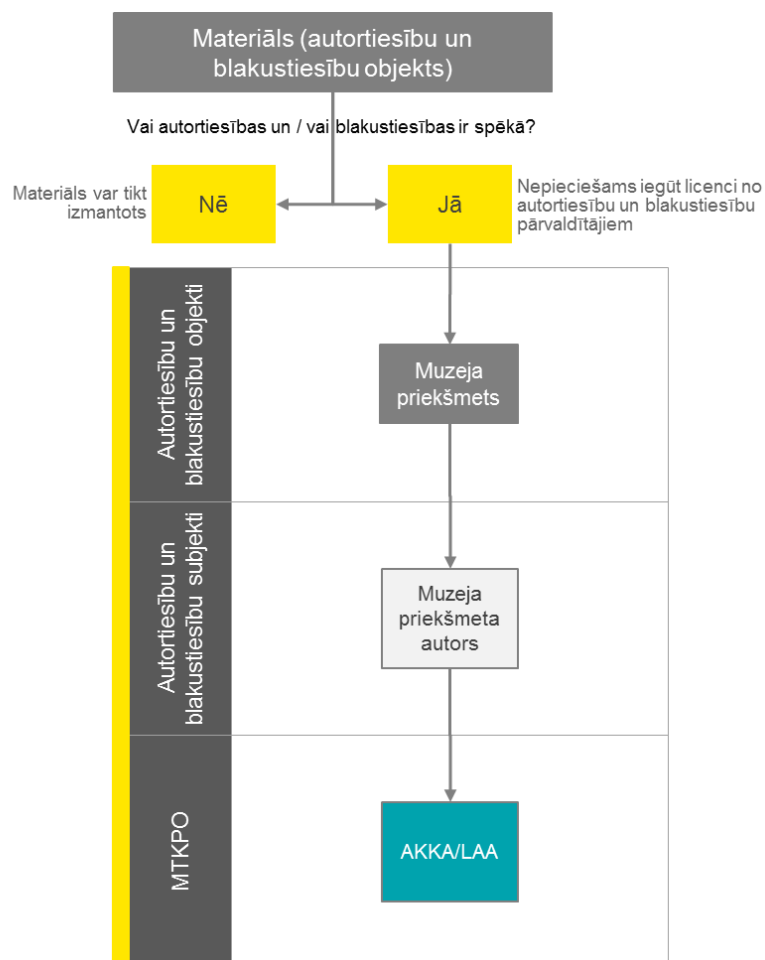 Materiāls (autortiesību un
blakustiesību objekts)
Vai autortiesības un / vai blakustiesības ir spēkā?
Materiāls var tikt
izmantots
Nē
Jā
Nepieciešams iegūt licenci no
autortiesību un blakustiesību
pārvaldītājiem
Autortiesību un
blakustiesību objekti
Muzeja
priekšmets
Autortiesību un
blakustiesību subjekti
Muzeja
priekšmeta
autors
MTKPO
AKKA/LAA